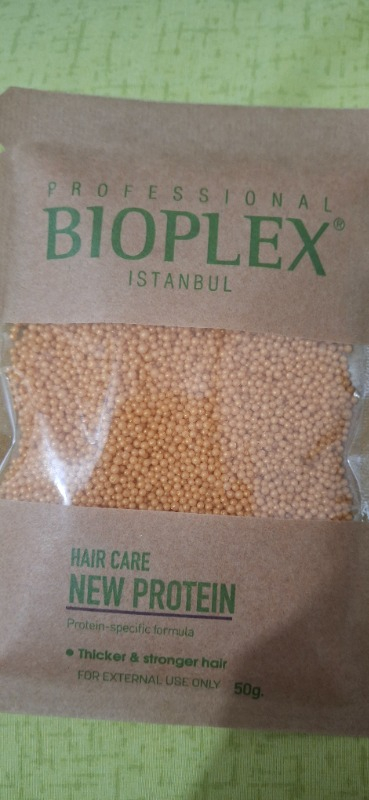 PROFESSIONAL
BIOPLEX®
ISTANBUL
HAIR CARE
NEW PROTEIN
Protein-specific formula
• Thicker & stronger hair
FOR EXTERNAL USE ONLY 50g.